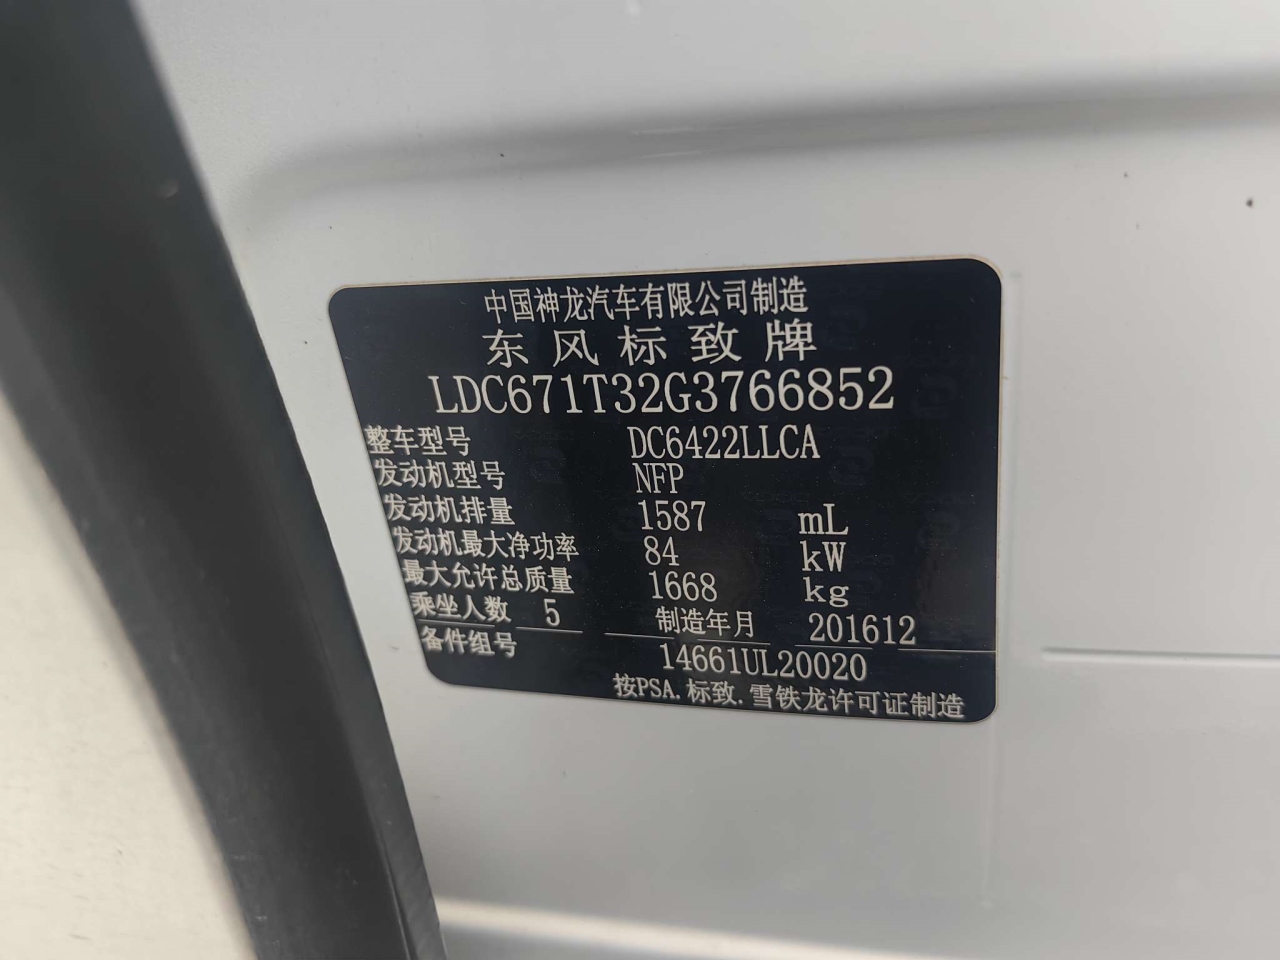 中国神龙汽车有限公司制造
东风标致牌
LDC671T32G3766852
整车型号 DC6422LLCA
发动机型号 NFP
发动机排量 1587 mL
发动机最大净功率 84 kW
最大允许总质量 1668 kg
乘坐人数 5 制造年月 201612
备件组号 14661UL20020
按PSA.标致.雪铁龙许可证制造